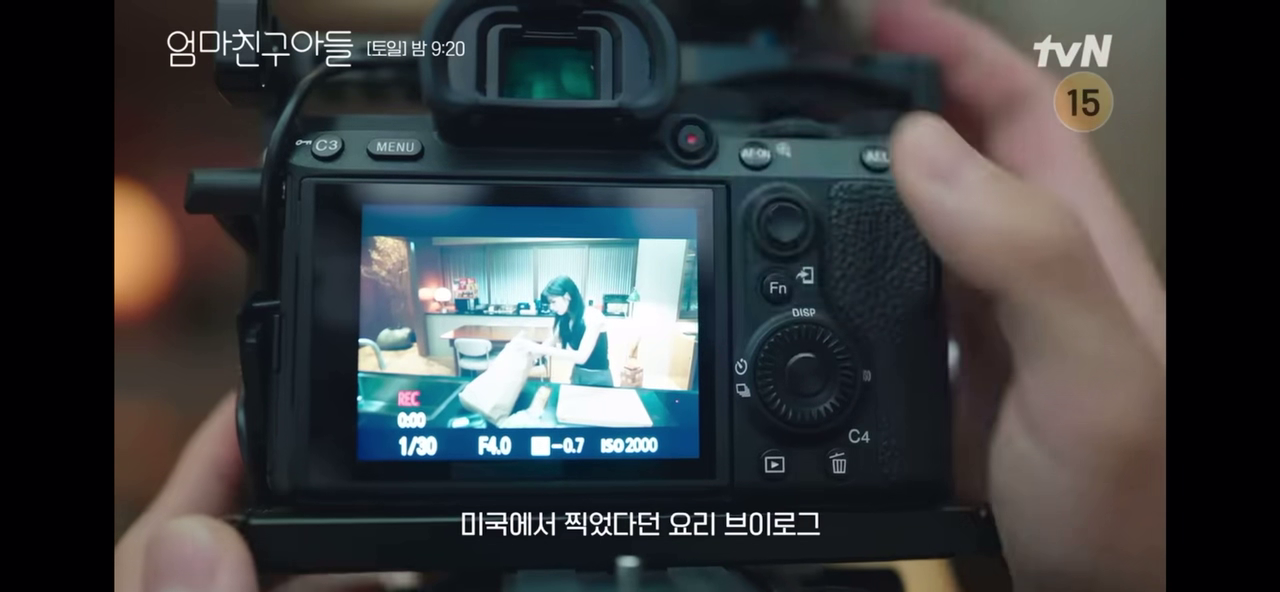 엄마친구아들 [토일] 밤 9:20
tvN
15
C3
MENU
AF-ON
AEL
Fn
DISP
REC
0:00
1/30 F4.0 -0.7 ISO 2000
C4
미국에서 찍었다던 요리 브이로그